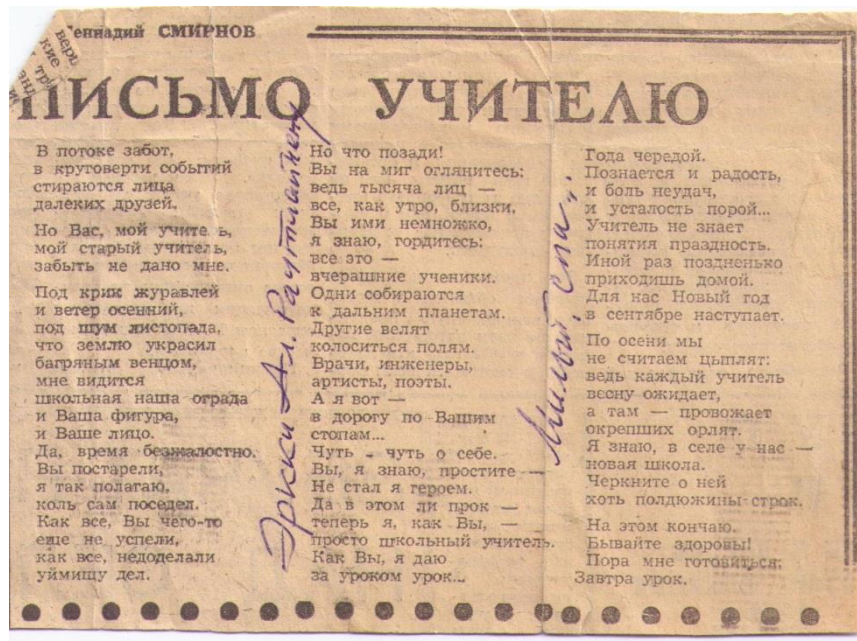 Геннадий СМИРНОВ
ПИСЬМО УЧИТЕЛЮ
В потоке забот,
в круговерти событий
стираются лица
далеких друзей.
Но Вас, мой учитель,
мой старый учитель,
забыть не дано мне.
Под крик журавлей
и ветер осенний,
под шум листопада,
что землю украсил
багряным венцом,
мне видится
школьная наша ограда
и Ваша фигура,
и Ваше лицо.
Да, время безжалостно.
Вы постарели,
я так полагаю,
коль сам поседел.
Как все, Вы чего-то
еще не успели,
как все, недоделали
уймищу дел.
Но что позади!
Вы на миг оглянитесь:
ведь тысяча лиц —
все, как утро, близки,
Вы ими немножко,
я знаю, гордитесь:
все это —
вчерашние ученики.
Одни собираются
к дальним планетам.
Другие велят
колоситься полям.
Врачи, инженеры,
артисты, поэты.
А я вот —
в дорогу по Вашим
стопам...
Чуть - чуть о себе.
Вы, я знаю, простите —
Не стал я героем.
Да в этом ли прок —
теперь я, как Вы, —
просто школьный учитель.
Как Вы, я даю
за уроком урок...
Года чередой.
Познается и радость,
и боль неудач,
и усталость порой...
Учитель не знает
понятия праздность.
Иной раз поздненько
приходишь домой.
Для нас Новый год
в сентябре наступает.
По осени мы
не считаем цыплят:
ведь каждый учитель
весну ожидает,
а там — провожает
окрепших орлят.
Я знаю, в селе у нас —
новая школа.
Черкните о ней
хоть полдюжины строк.
На этом кончаю.
Бывайте здоровы!
Пора мне готовиться:
Завтра урок.
Эркки Ал.